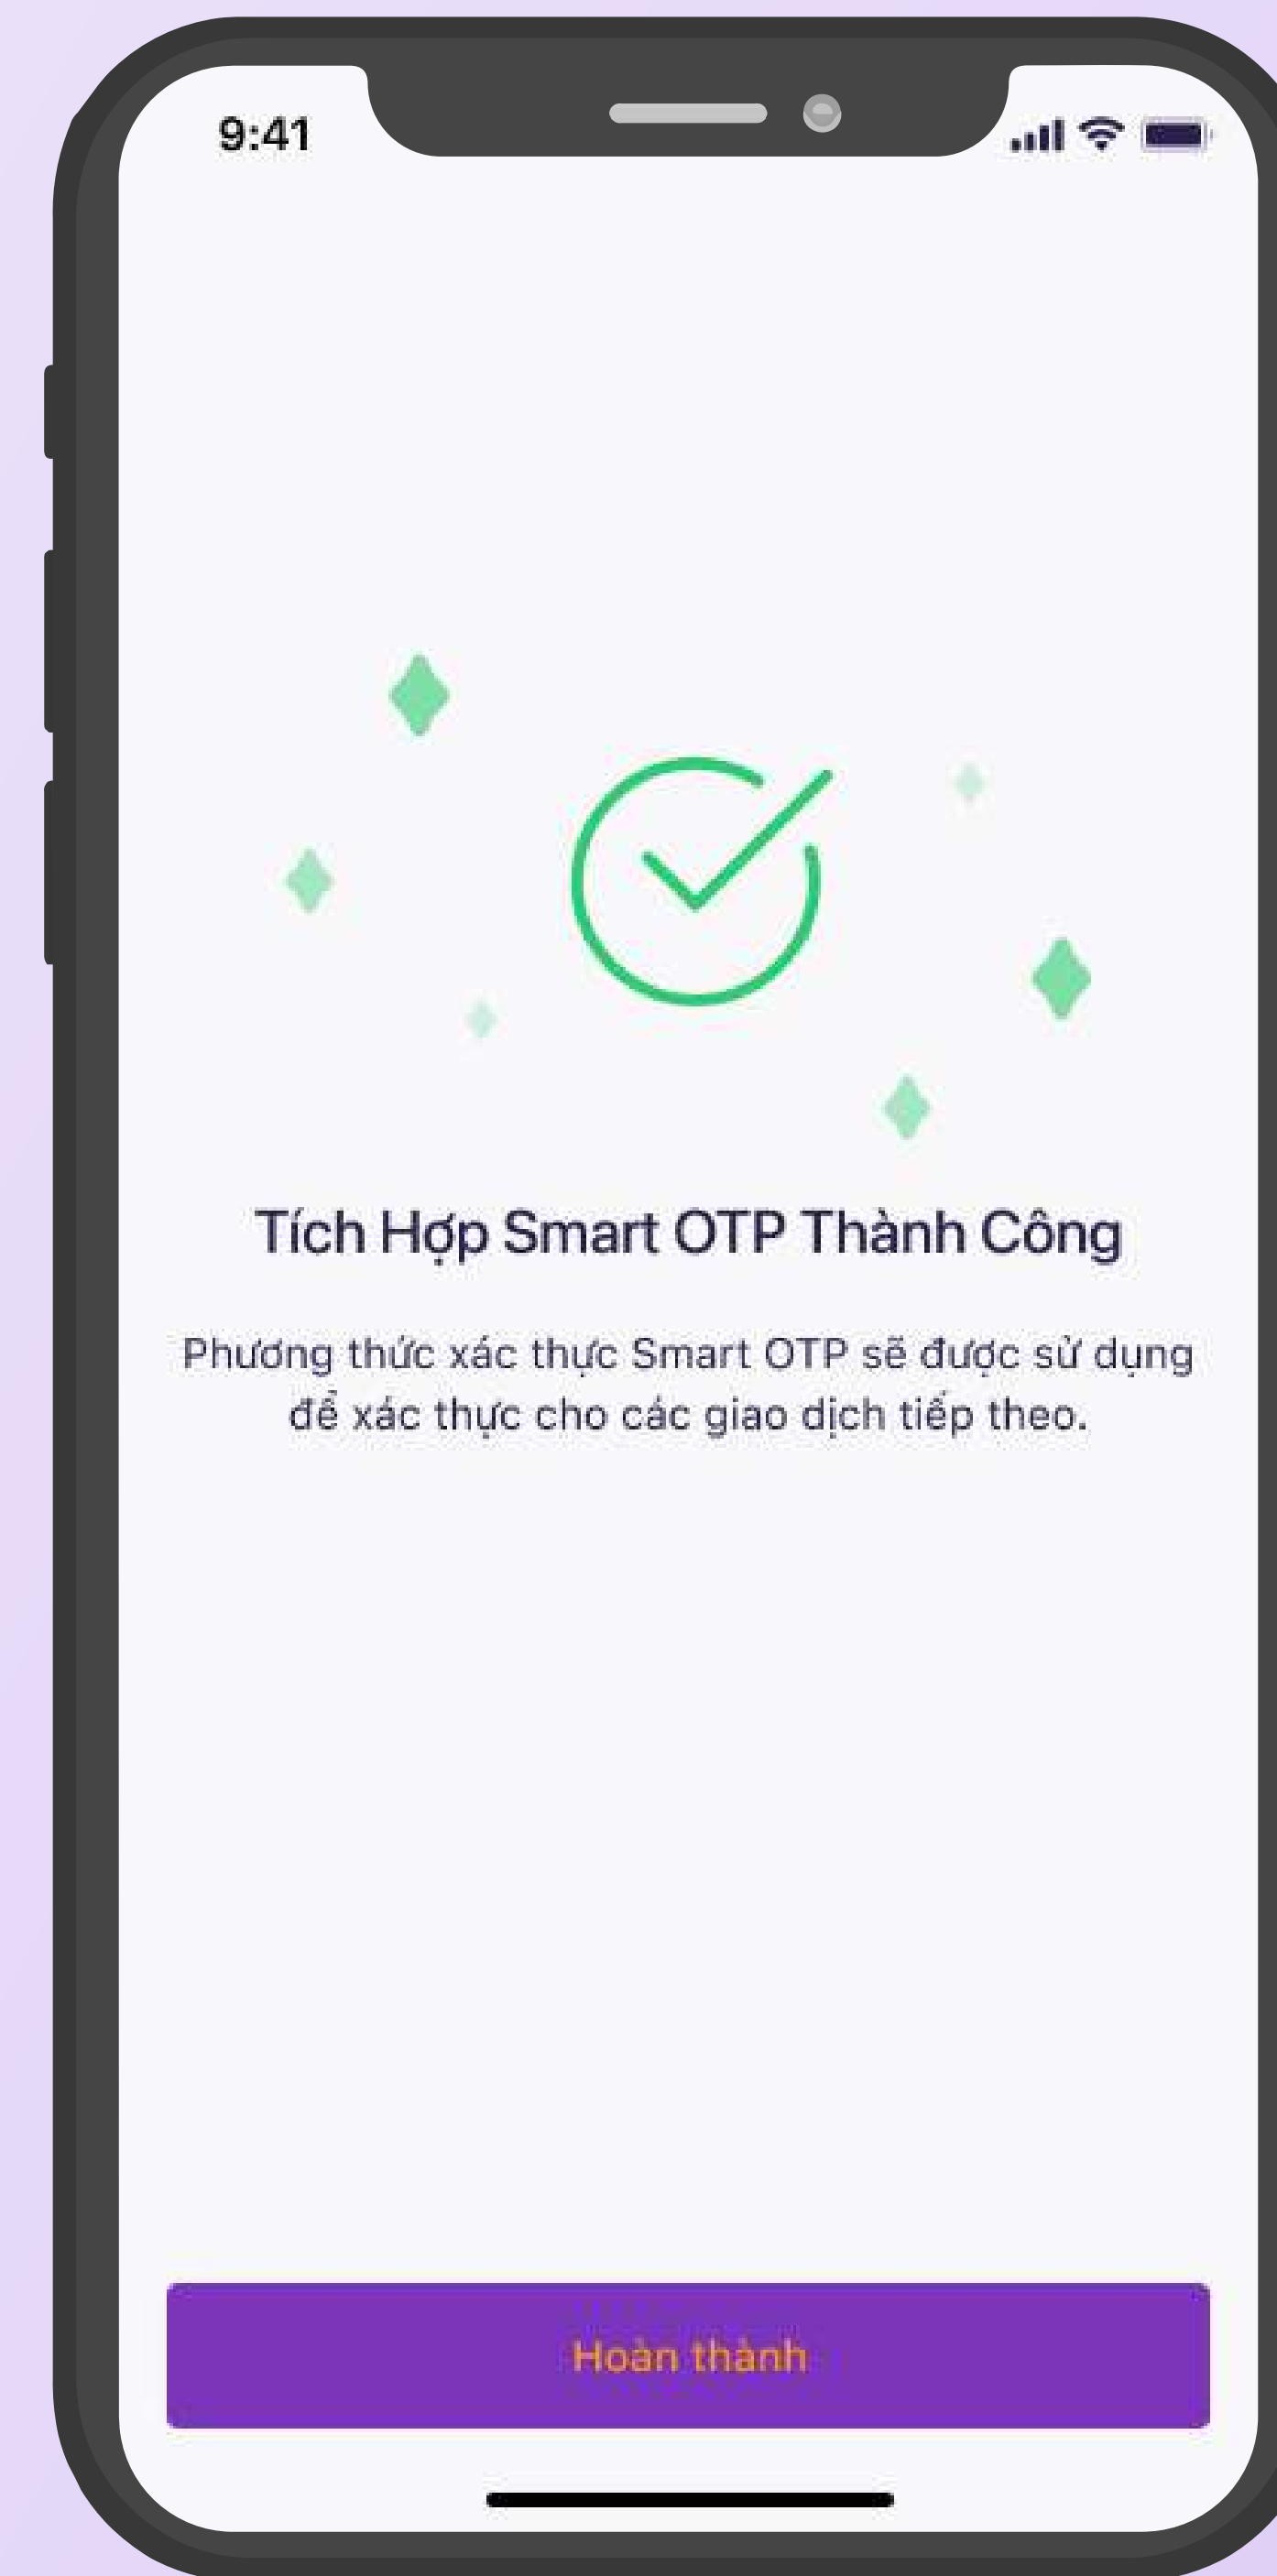 9:41
Tích Hợp Smart OTP Thành Công
Phương thức xác thực Smart OTP sẽ được sử dụng
để xác thực cho các giao dịch tiếp theo.
Hoàn thành